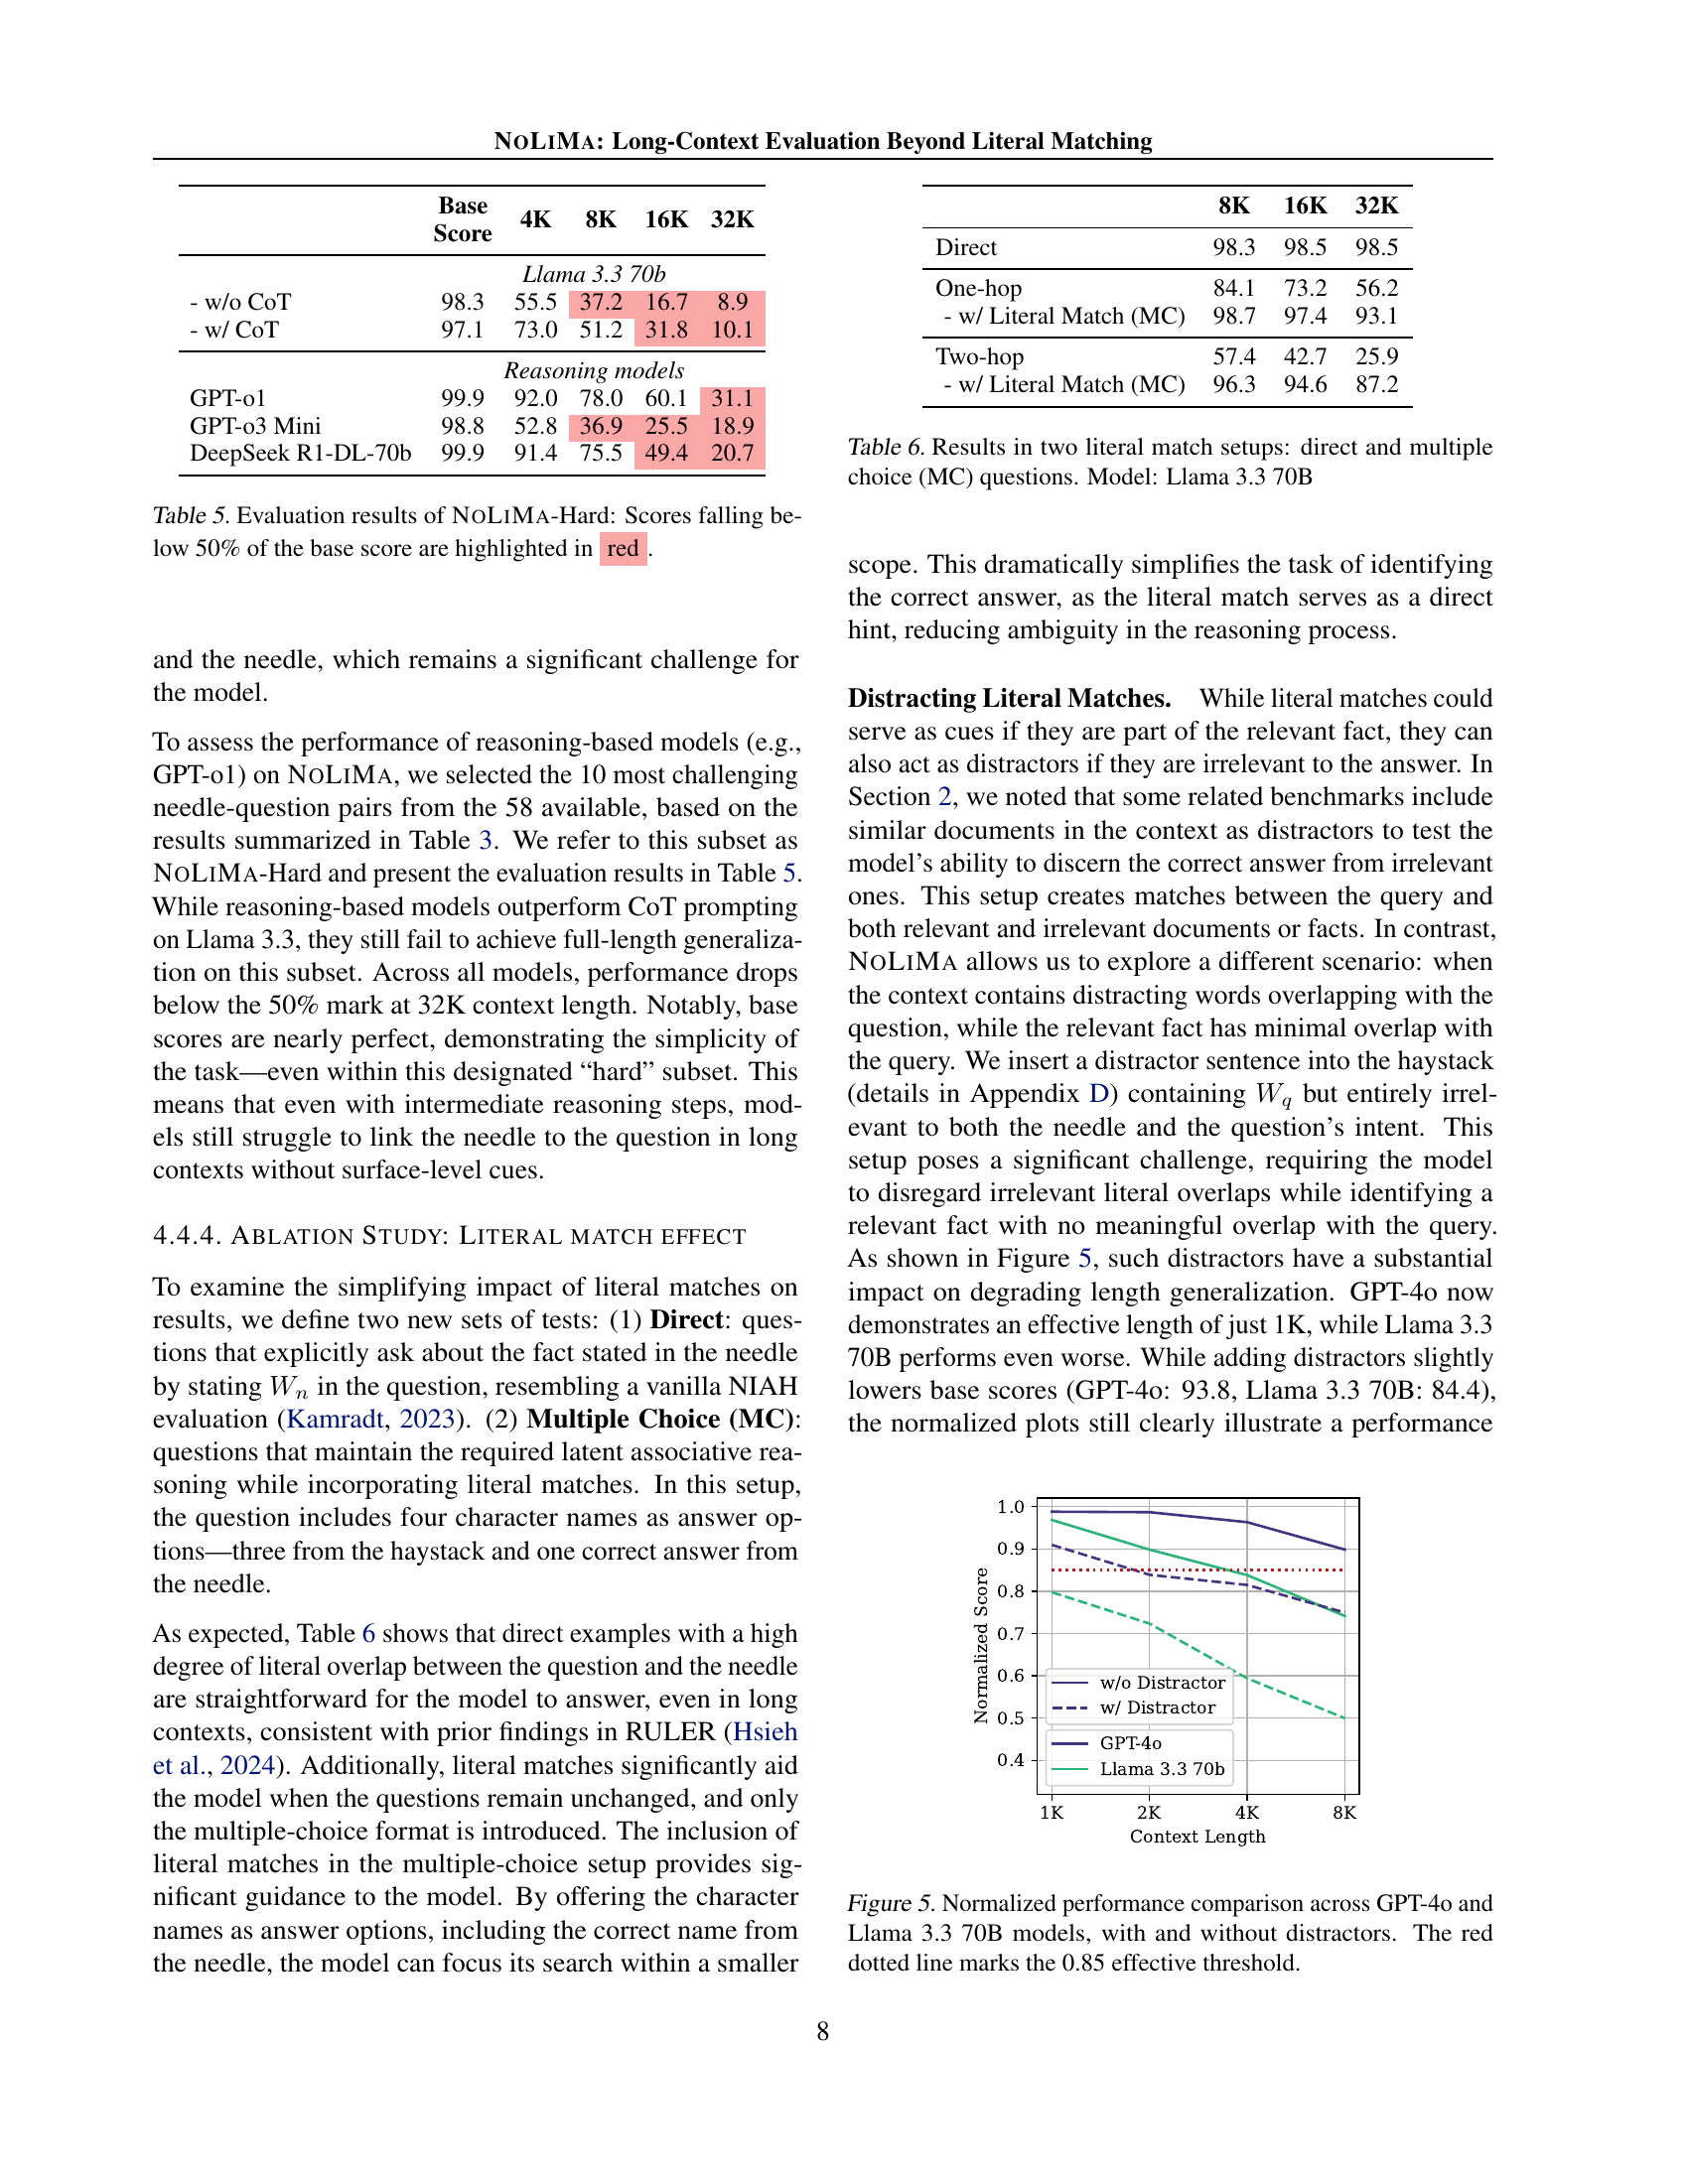 NOLIMA: Long-Context Evaluation Beyond Literal Matching
Base Score 4K 8K 16K 32K
Llama 3.3 70b
- w/o CoT 98.3 55.5 37.2 16.7 8.9
- w/ CoT 97.1 73.0 51.2 31.8 10.1
Reasoning models
GPT-o1 99.9 92.0 78.0 60.1 31.1
GPT-o3 Mini 98.8 52.8 36.9 25.5 18.9
DeepSeek R1-DL-70b 99.9 91.4 75.5 49.4 20.7
Table 5. Evaluation results of NOLIMA-Hard: Scores falling be-
low 50% of the base score are highlighted in red .
and the needle, which remains a significant challenge for
the model.
To assess the performance of reasoning-based models (e.g.,
GPT-o1) on NOLIMA, we selected the 10 most challenging
needle-question pairs from the 58 available, based on the
results summarized in Table 3. We refer to this subset as
NOLIMA-Hard and present the evaluation results in Table 5.
While reasoning-based models outperform CoT prompting
on Llama 3.3, they still fail to achieve full-length generaliza-
tion on this subset. Across all models, performance drops
below the 50% mark at 32K context length. Notably, base
scores are nearly perfect, demonstrating the simplicity of
the task—even within this designated “hard” subset. This
means that even with intermediate reasoning steps, mod-
els still struggle to link the needle to the question in long
contexts without surface-level cues.
4.4.4. ABLATION STUDY: LITERAL MATCH EFFECT
To examine the simplifying impact of literal matches on
results, we define two new sets of tests: (1) Direct: ques-
tions that explicitly ask about the fact stated in the needle
by stating Wn in the question, resembling a vanilla NIAH
evaluation (Kamradt, 2023). (2) Multiple Choice (MC):
questions that maintain the required latent associative rea-
soning while incorporating literal matches. In this setup,
the question includes four character names as answer op-
tions—three from the haystack and one correct answer from
the needle.
As expected, Table 6 shows that direct examples with a high
degree of literal overlap between the question and the needle
are straightforward for the model to answer, even in long
contexts, consistent with prior findings in RULER (Hsieh
et al., 2024). Additionally, literal matches significantly aid
the model when the questions remain unchanged, and only
the multiple-choice format is introduced. The inclusion of
literal matches in the multiple-choice setup provides sig-
nificant guidance to the model. By offering the character
names as answer options, including the correct name from
the needle, the model can focus its search within a smaller
8K 16K 32K
Direct 98.3 98.5 98.5
One-hop 84.1 73.2 56.2
- w/ Literal Match (MC) 98.7 97.4 93.1
Two-hop 57.4 42.7 25.9
- w/ Literal Match (MC) 96.3 94.6 87.2
Table 6. Results in two literal match setups: direct and multiple
choice (MC) questions. Model: Llama 3.3 70B
scope. This dramatically simplifies the task of identifying
the correct answer, as the literal match serves as a direct
hint, reducing ambiguity in the reasoning process.
Distracting Literal Matches. While literal matches could
serve as cues if they are part of the relevant fact, they can
also act as distractors if they are irrelevant to the answer. In
Section 2, we noted that some related benchmarks include
similar documents in the context as distractors to test the
model’s ability to discern the correct answer from irrelevant
ones. This setup creates matches between the query and
both relevant and irrelevant documents or facts. In contrast,
NOLIMA allows us to explore a different scenario: when
the context contains distracting words overlapping with the
question, while the relevant fact has minimal overlap with
the query. We insert a distractor sentence into the haystack
(details in Appendix D) containing Wq but entirely irrel-
evant to both the needle and the question’s intent. This
setup poses a significant challenge, requiring the model
to disregard irrelevant literal overlaps while identifying a
relevant fact with no meaningful overlap with the query.
As shown in Figure 5, such distractors have a substantial
impact on degrading length generalization. GPT-4o now
demonstrates an effective length of just 1K, while Llama 3.3
70B performs even worse. While adding distractors slightly
lowers base scores (GPT-4o: 93.8, Llama 3.3 70B: 84.4),
the normalized plots still clearly illustrate a performance
1.0
0.9
0.8
0.7
0.6
0.5
0.4
Normalized Score
w/o Distractor
w/ Distractor
GPT-4o
Llama 3.3 70b
1K 2K 4K 8K
Context Length
Figure 5. Normalized performance comparison across GPT-4o and
Llama 3.3 70B models, with and without distractors. The red
dotted line marks the 0.85 effective threshold.
8